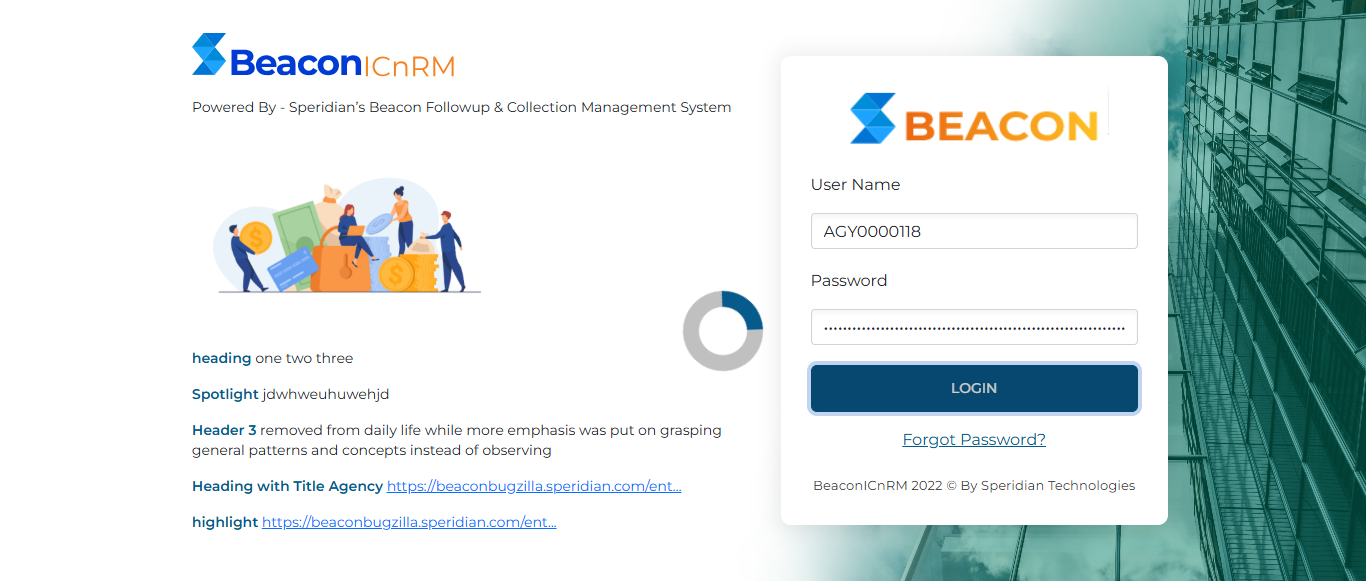 BeaconICnRM
Powered By - Speridian’s Beacon Followup & Collection Management System
heading one two three
Spotlight jdwhweuhuwehjd
Header 3 removed from daily life while more emphasis was put on grasping
general patterns and concepts instead of observing
Heading with Title Agency https://beaconbugzilla.speridian.com/ent...
highlight https://beaconbugzilla.speridian.com/ent...
BEACON
User Name
AGY0000118
Password
LOGIN
Forgot Password?
BeaconICnRM 2022 © By Speridian Technologies